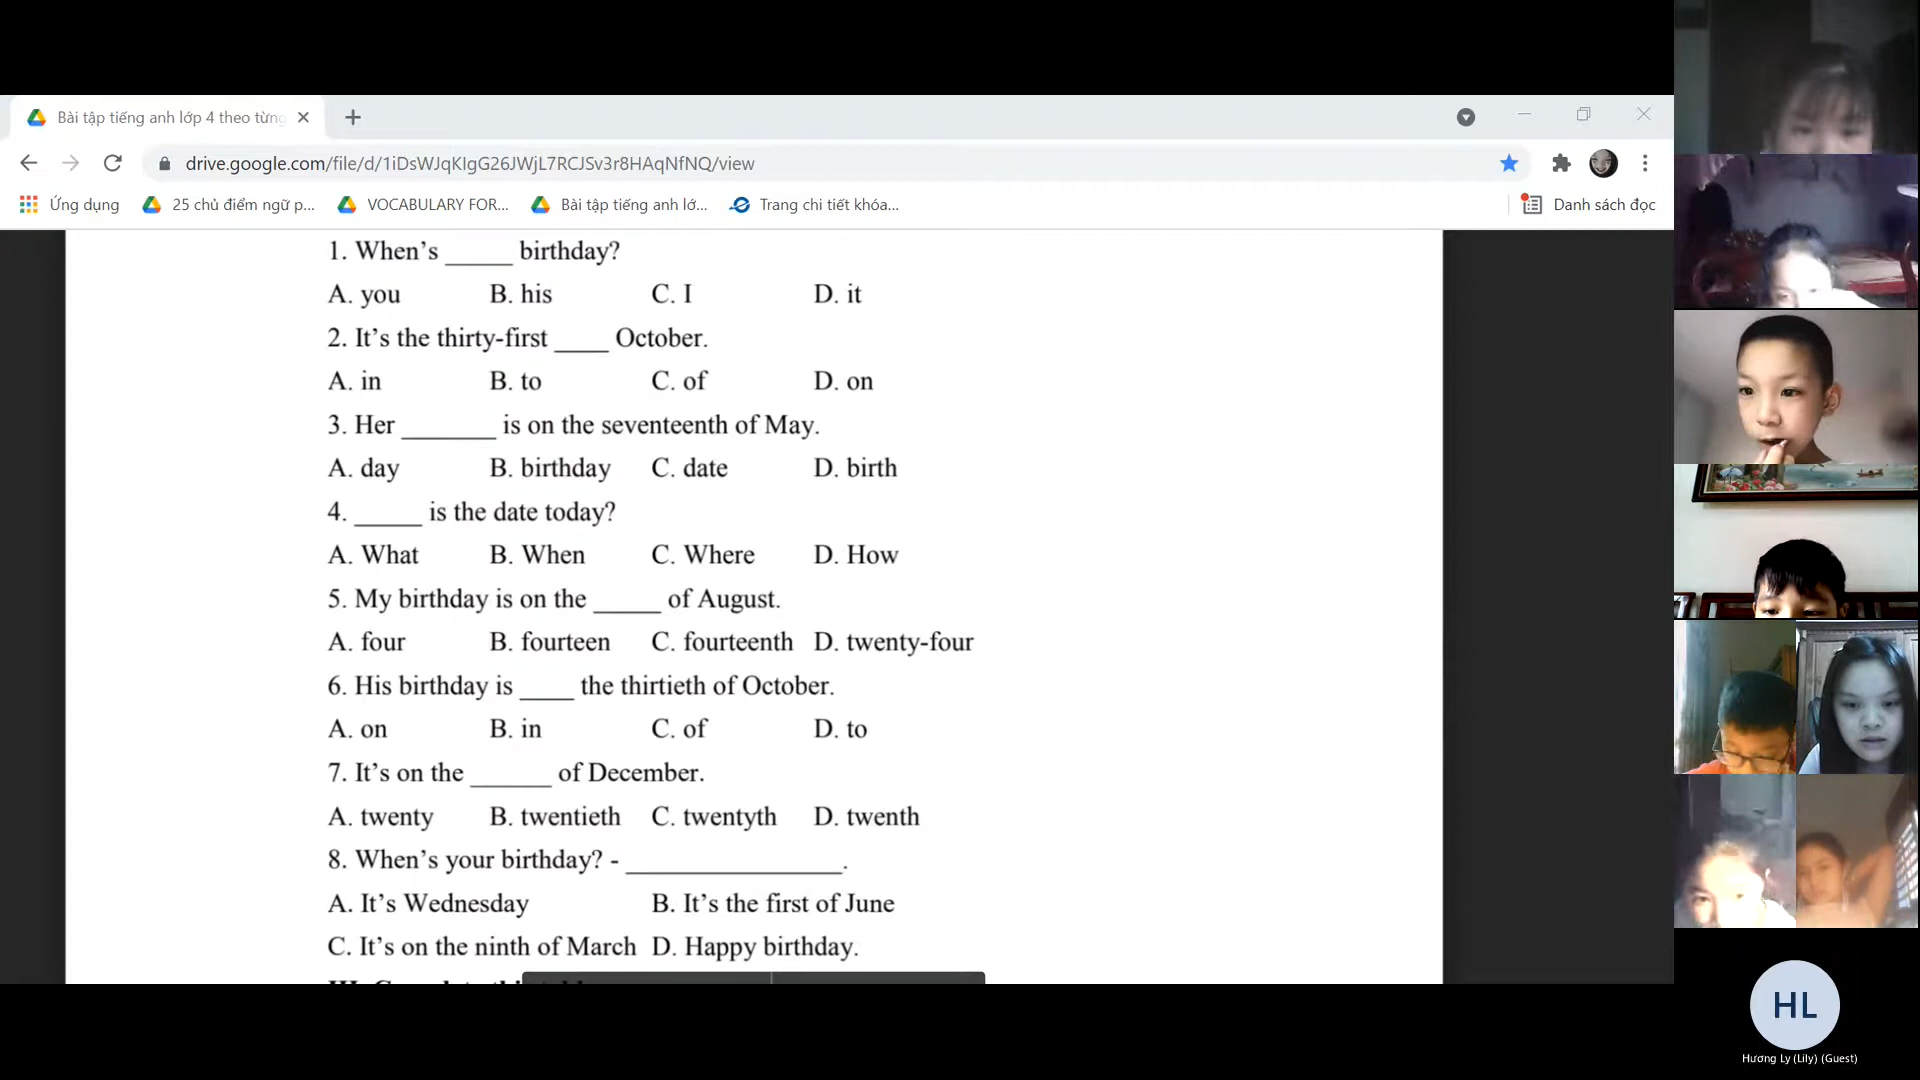 Bài tập tiếng anh lớp 4 theo từng
drive.google.com/file/d/1iDsWJqKIgG26JWjL7RCJSv3r8HAqNfNQ/view
Ứng dụng 25 chủ điểm ngữ p... VOCABULARY FOR... Bài tập tiếng anh lớ... Trang chi tiết khóa... Danh sách đọc
1. When’s _____ birthday?
A. you B. his C. I D. it
2. It’s the thirty-first ____ October.
A. in B. to C. of D. on
3. Her _______ is on the seventeenth of May.
A. day B. birthday C. date D. birth
4. _____ is the date today?
A. What B. When C. Where D. How
5. My birthday is on the _____ of August.
A. four B. fourteen C. fourteenth D. twenty-four
6. His birthday is ____ the thirtieth of October.
A. on B. in C. of D. to
7. It’s on the ______ of December.
A. twenty B. twentieth C. twentyth D. twenth
8. When’s your birthday? - ________________.
A. It’s Wednesday B. It’s the first of June
C. It’s on the ninth of March D. Happy birthday.
HL
Hương Ly (Lily) (Guest)